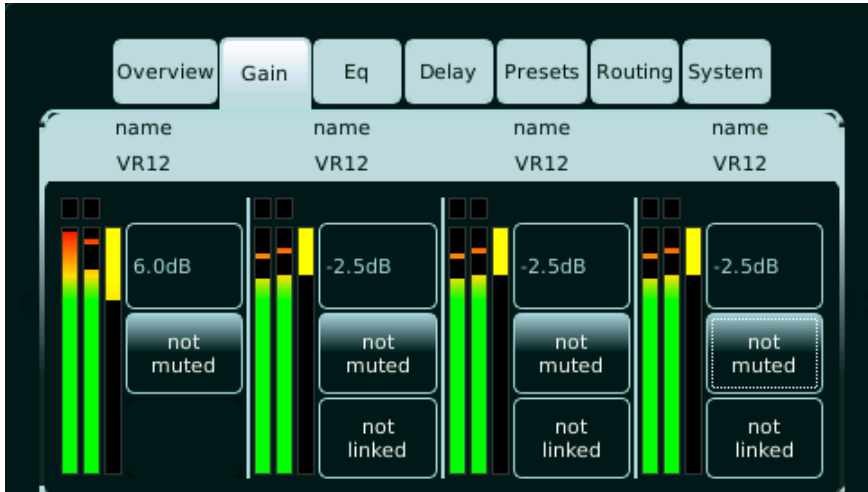 Overview Gain Eq Delay Presets Routing System
name name name name
VR12 VR12 VR12 VR12
6.0dB -2.5dB -2.5dB -2.5dB
not not not not
muted muted muted muted
not not not
linked linked linked